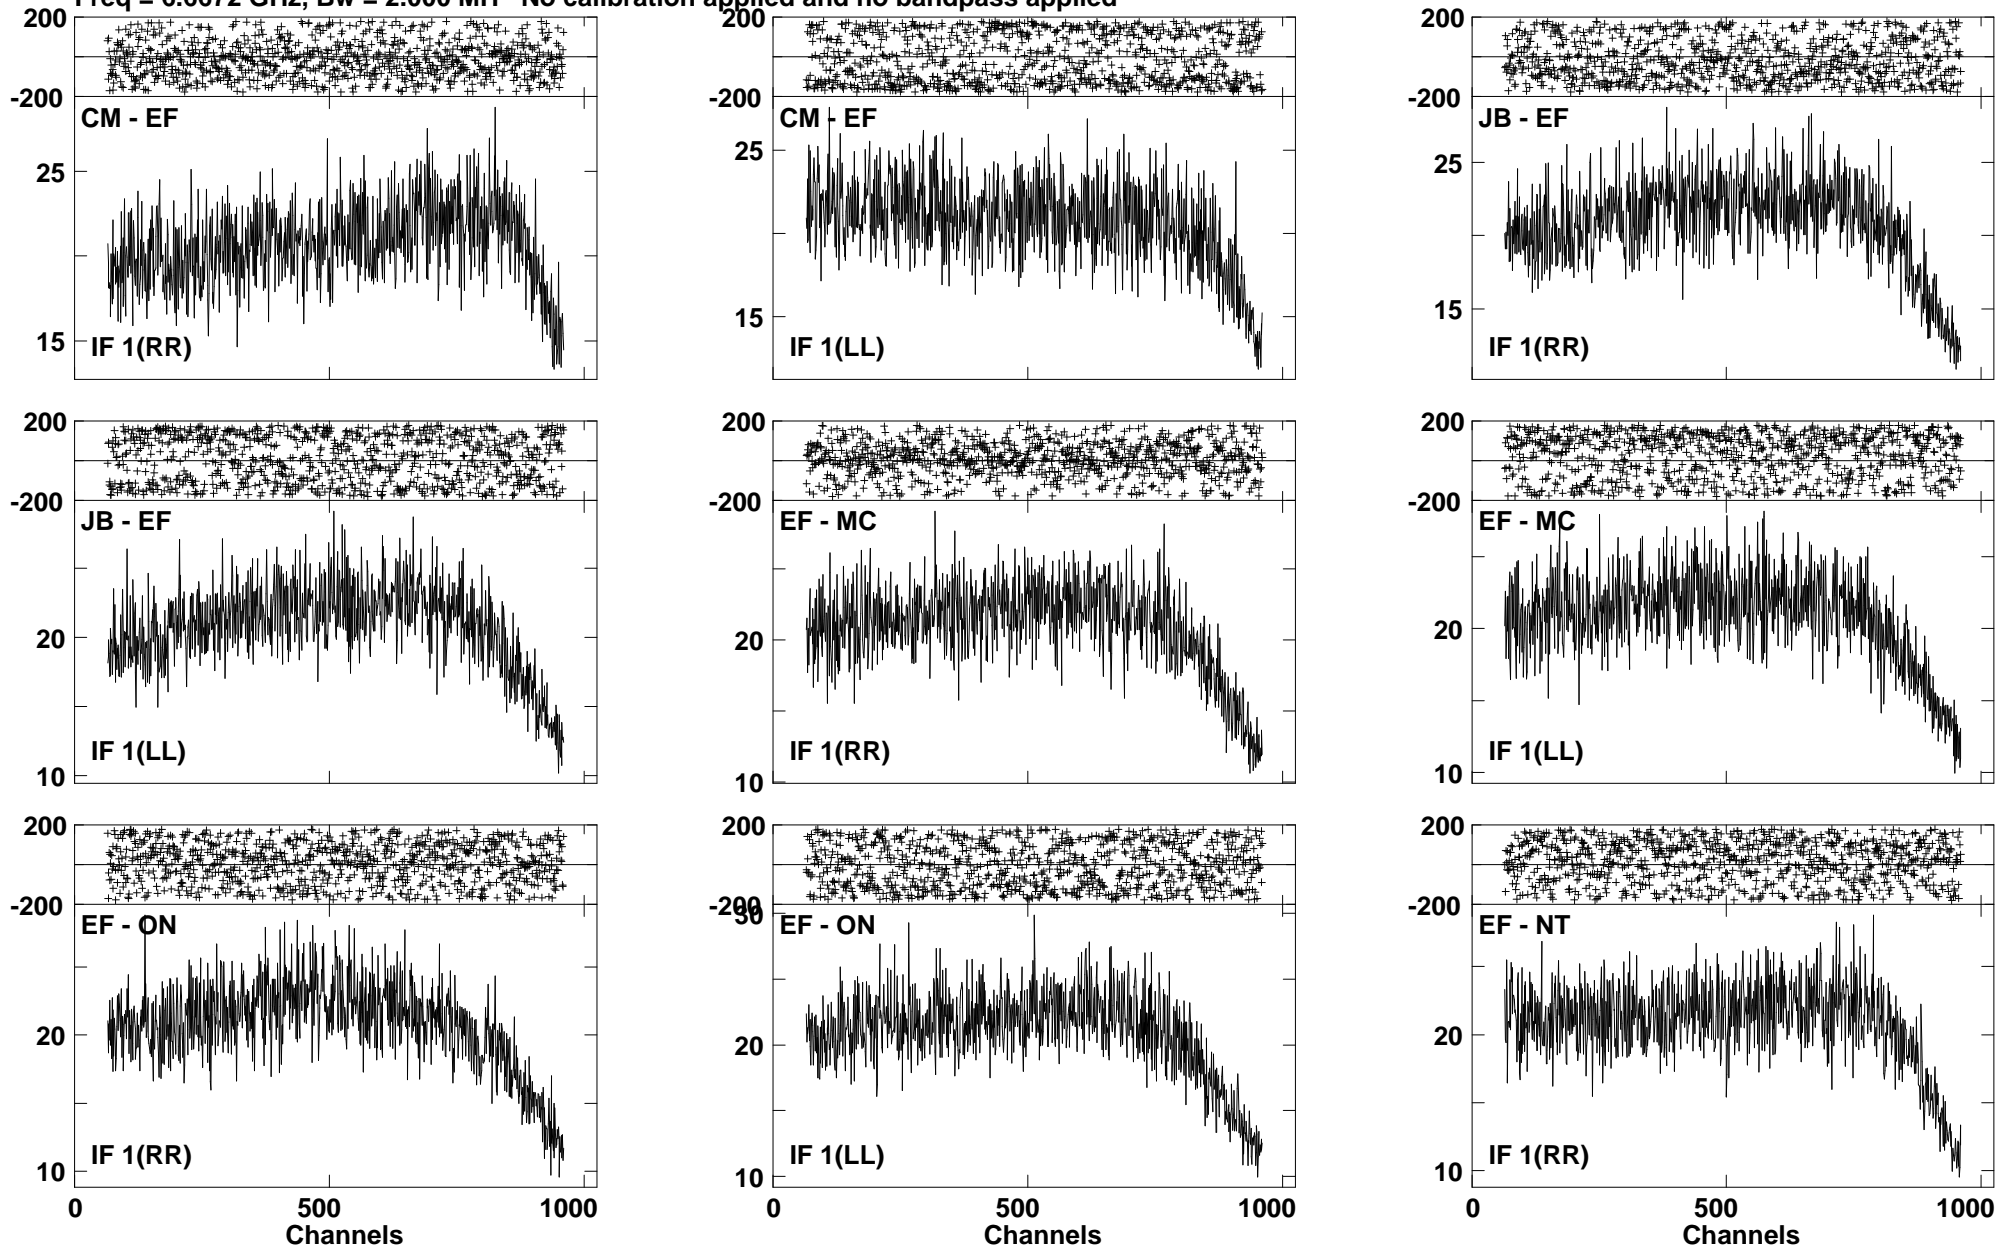 Freq = 6.6672 GHz, Bw = 2.000 MH No calibration applied and no bandpass applied
200
-200
CM - EF
25
15
IF 1(RR)
200
-200
CM - EF
25
15
IF 1(LL)
200
-200
JB - EF
25
15
IF 1(RR)
200
-200
JB - EF
20
10
IF 1(LL)
200
-200
EF - MC
20
10
IF 1(RR)
200
-200
EF - MC
20
10
IF 1(LL)
200
-200
EF - ON
20
10
IF 1(RR)
0 500 1000
Channels
200
-200
30
EF - ON
20
10
IF 1(LL)
0 500 1000
Channels
200
-200
EF - NT
20
10
IF 1(RR)
0 500 1000
Channels